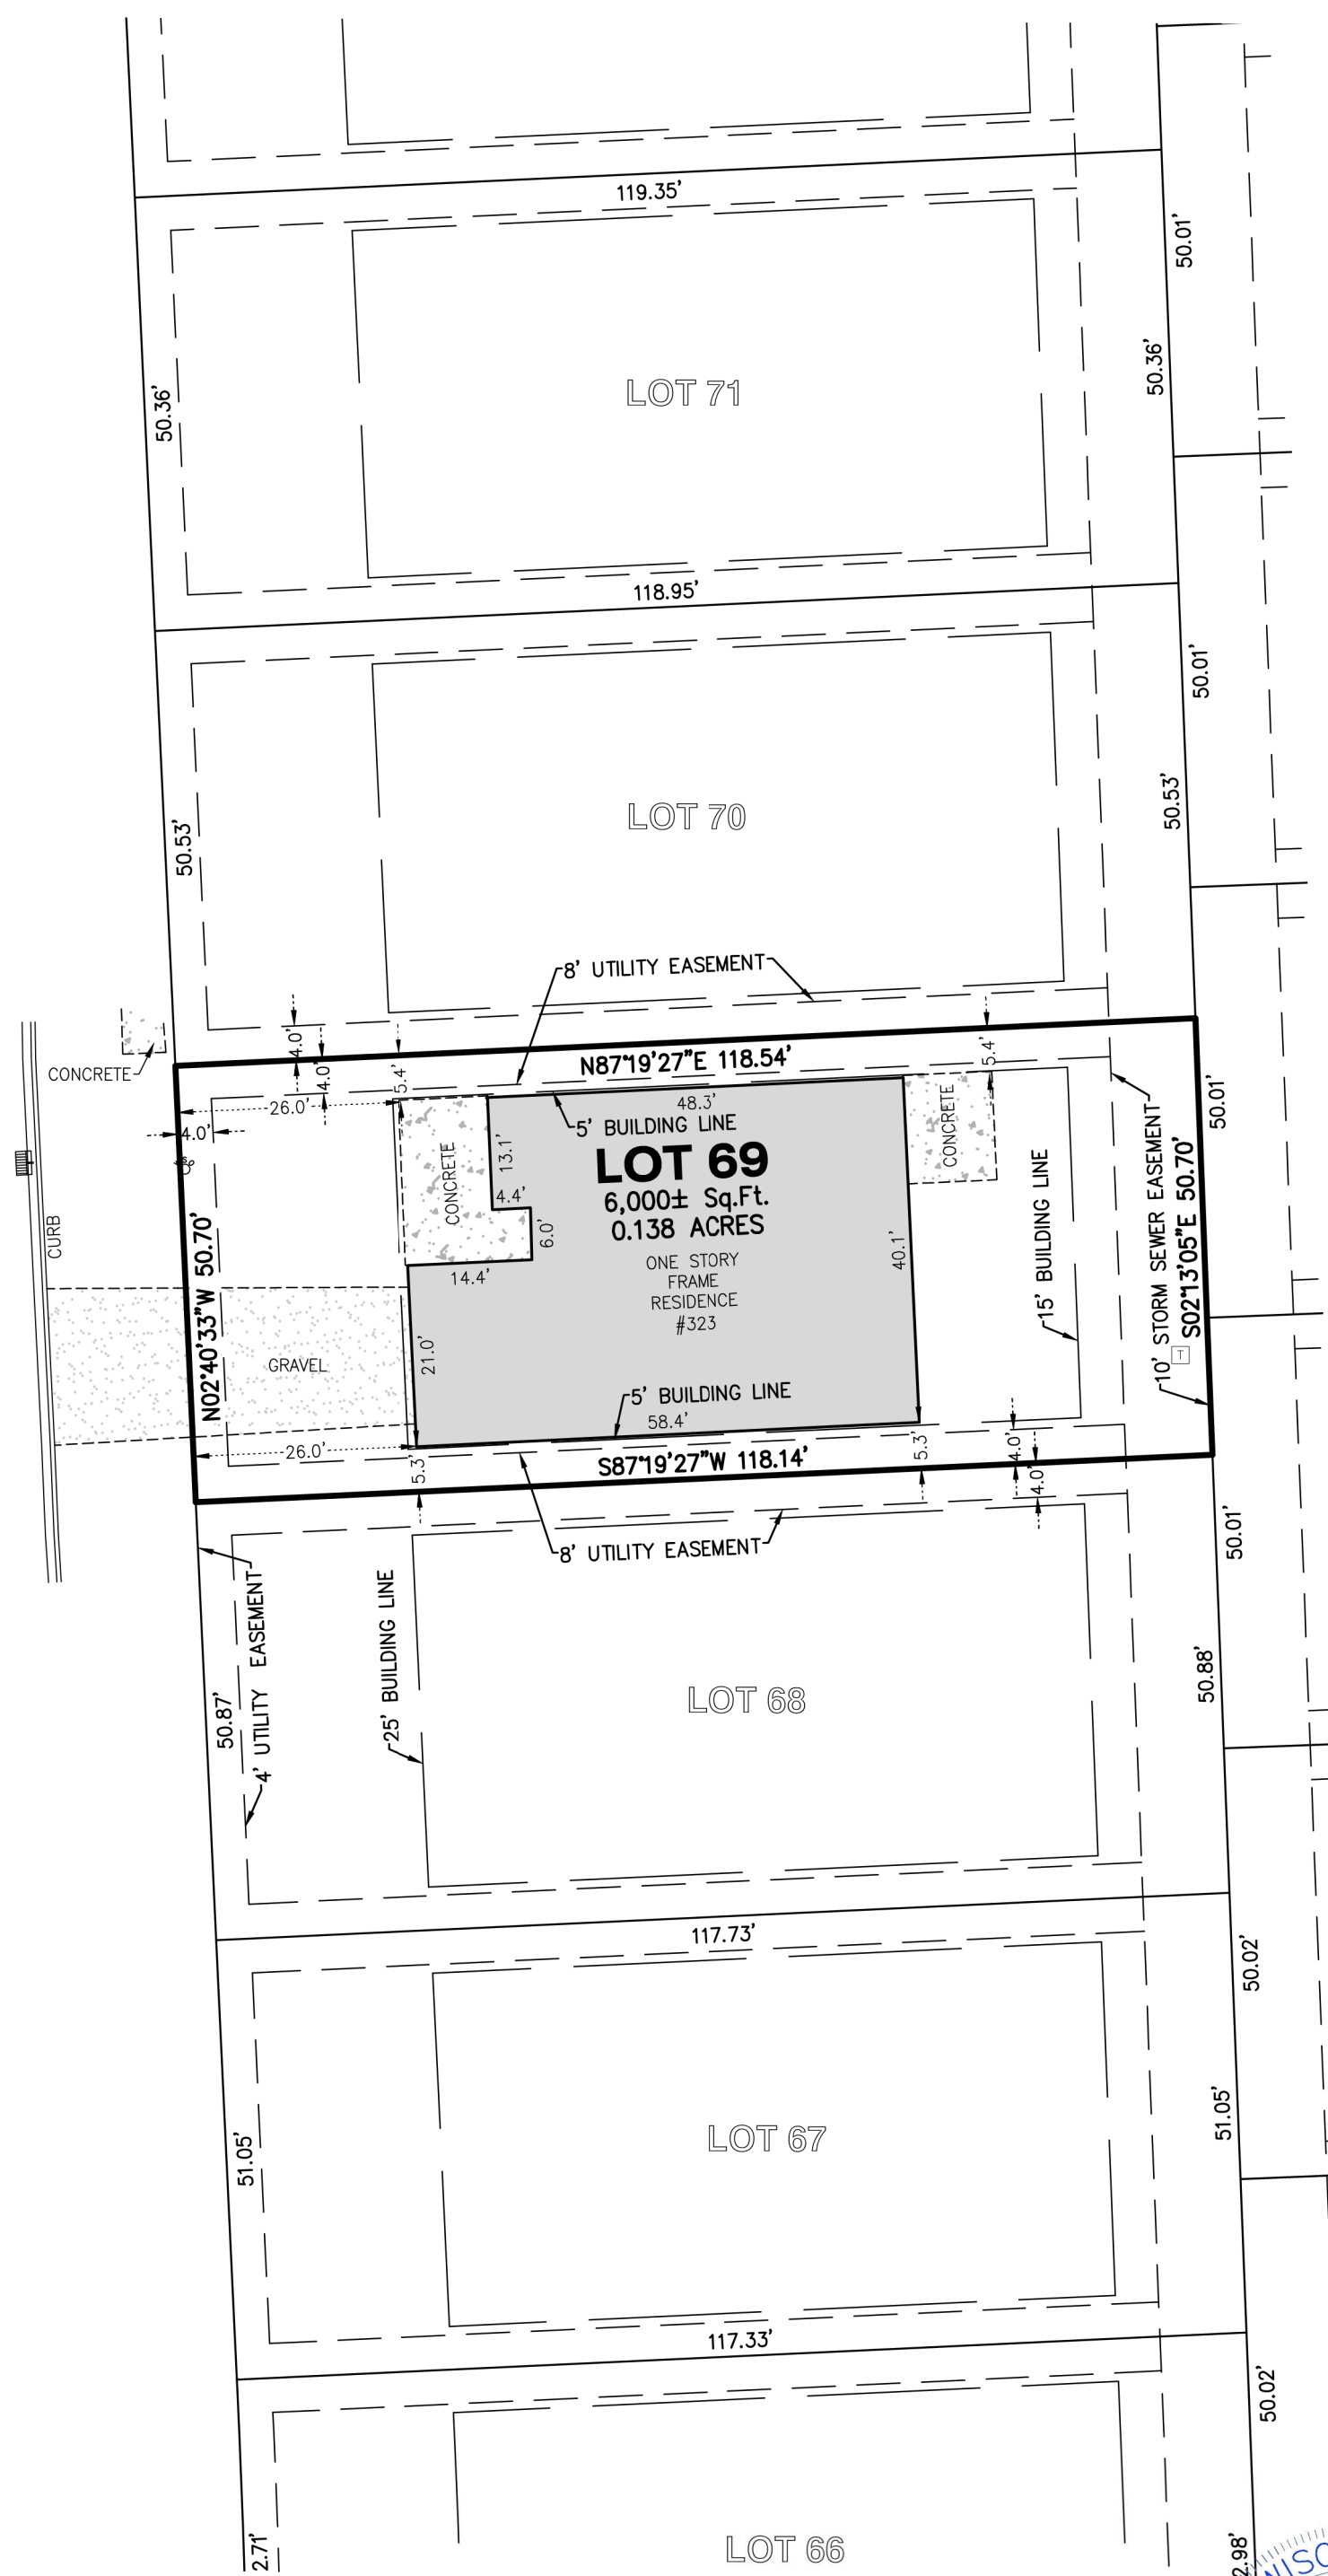 119.35'
50.01'
50.36'
50.36'
LOT 71
118.95'
50.01'
50.53'
50.53'
LOT 70
8' UTILITY EASEMENT
CONCRETE
4.0'
4.0'
5.4'
N87°19'27"E 118.54'
5.4'
26.0'
4.0'
48.3'
5' BUILDING LINE
CONCRETE
13.1'
4.4'
6.0'
14.4'
LOT 69
6,000± Sq.Ft.
0.138 ACRES
ONE STORY
FRAME
RESIDENCE
#323
40.1'
CONCRETE
15' BUILDING LINE
10' STORM SEWER EASEMENT
S02°13'05"E 50.70'
50.01'
T
CURB
N02°40'33"W 50.70'
GRAVEL
21.0'
5' BUILDING LINE
58.4'
26.0'
5.3'
S87°19'27"W 118.14'
5.3'
4.0'
4.0'
8' UTILITY EASEMENT
50.01'
4' UTILITY EASEMENT
25' BUILDING LINE
50.87'
LOT 68
50.88'
117.73'
50.02'
51.05'
LOT 67
51.05'
117.33'
50.02'
2.71'
LOT 66
2.98'